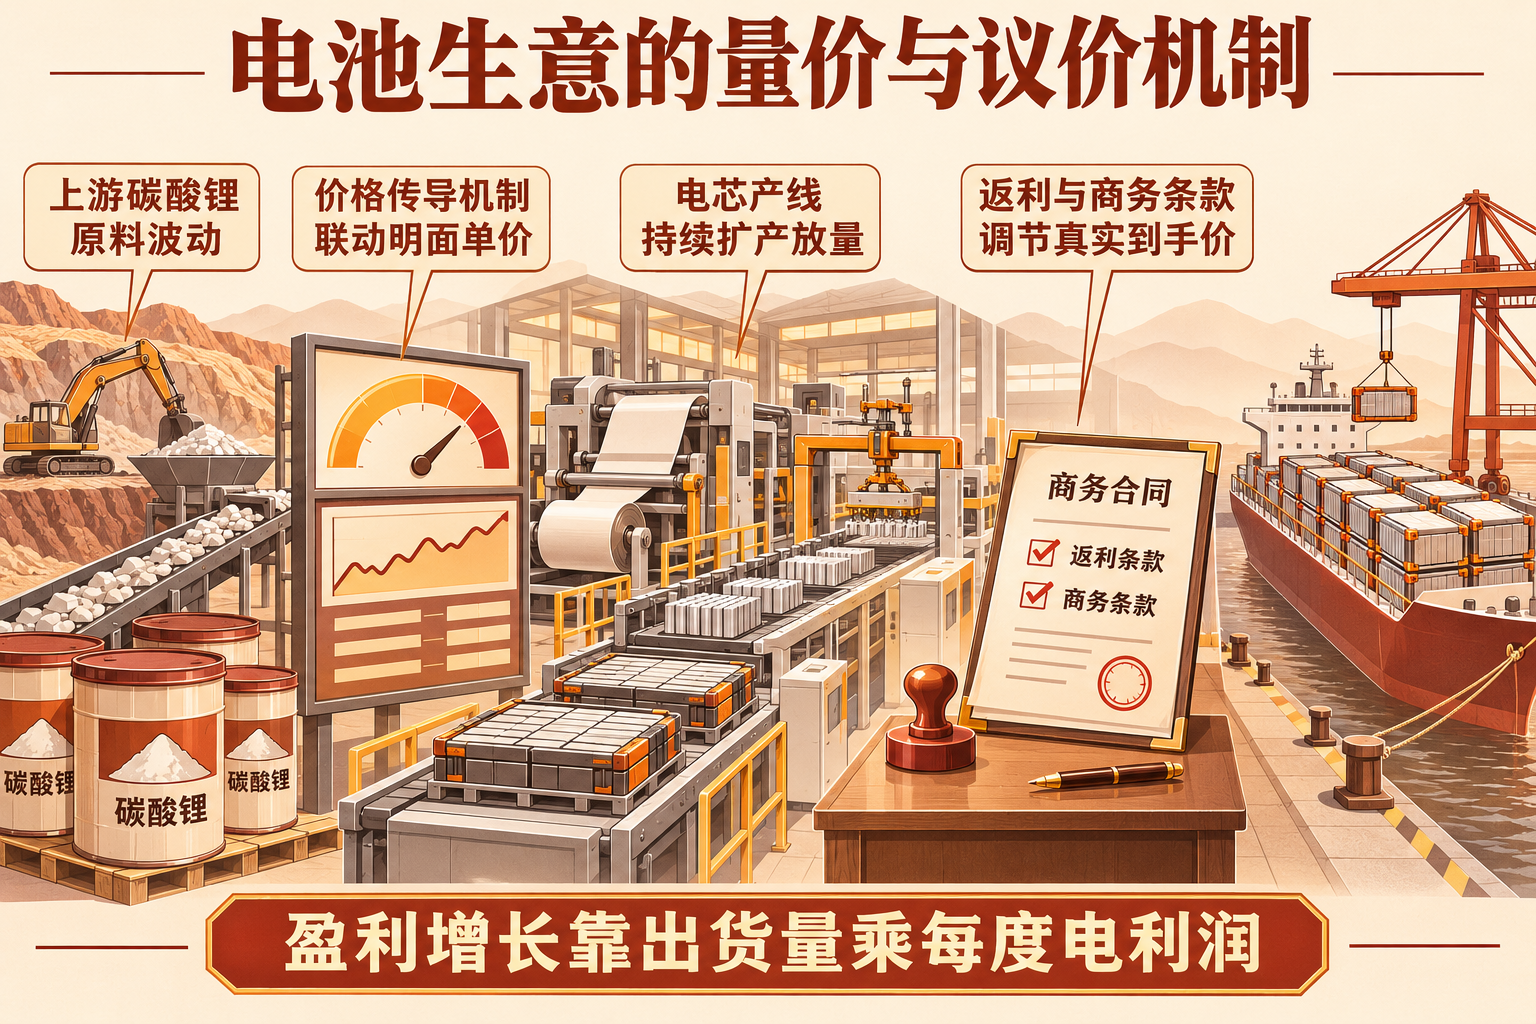 电池生意的量价与议价机制
上游碳酸锂
原料波动
价格传导机制
联动明面单价
电芯产线
持续扩产放量
返利与商务条款
调节真实到手价
商务合同
返利条款
商务条款
碳酸锂
碳酸锂
碳酸锂
盈利增长靠出货量乘每度电利润